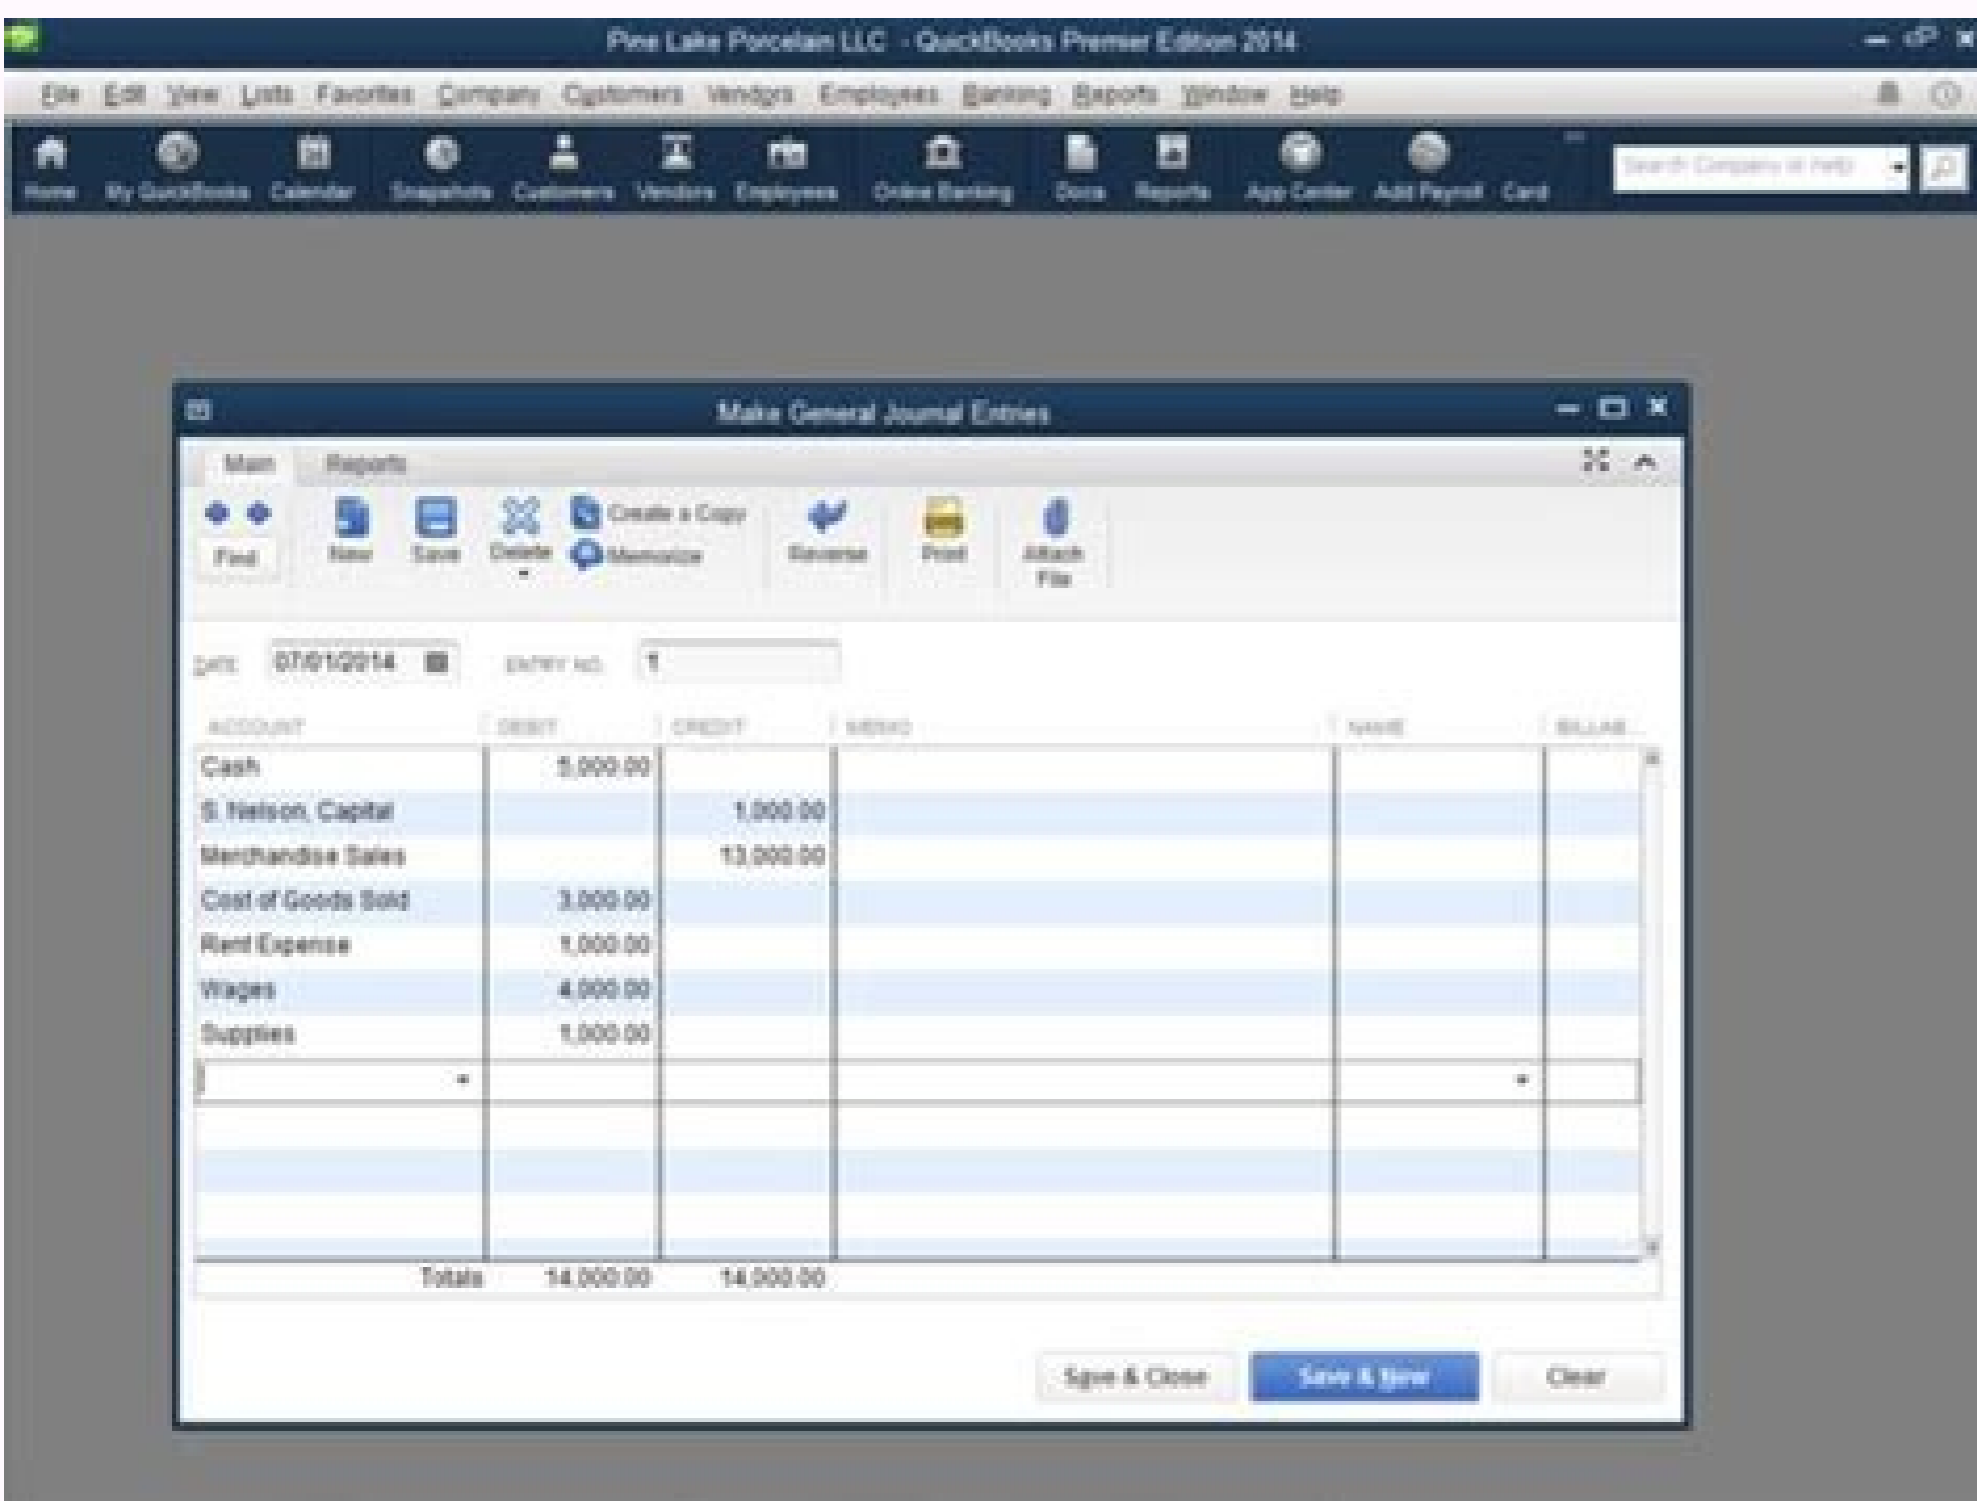 Pine Lake Porcelain LLC - QuickBooks Premier Edition 2014
File Edit View Lists Favorites Company Customers Vendors Employees Banking Reports Window Help
Home My QuickBooks Calendar Snapshots Customers Vendors Employees Online Banking Docs Reports App Center Add Payroll Card Search Company or Help
Make General Journal Entries
Main Reports
Find New Save Delete Create a Copy Memorize Reverse Print Attach File
DATE 07/01/2014 ENTRY NO. 1
ACCOUNT DEBIT CREDIT MEMO NAME BILLAB...
Cash 5,000.00
S. Nelson, Capital 1,000.00
Merchandise Sales 13,000.00
Cost of Goods Sold 3,000.00
Rent Expense 1,000.00
Wages 4,000.00
Supplies 1,000.00
Totals 14,000.00 14,000.00
Save & Close Save & New Clear